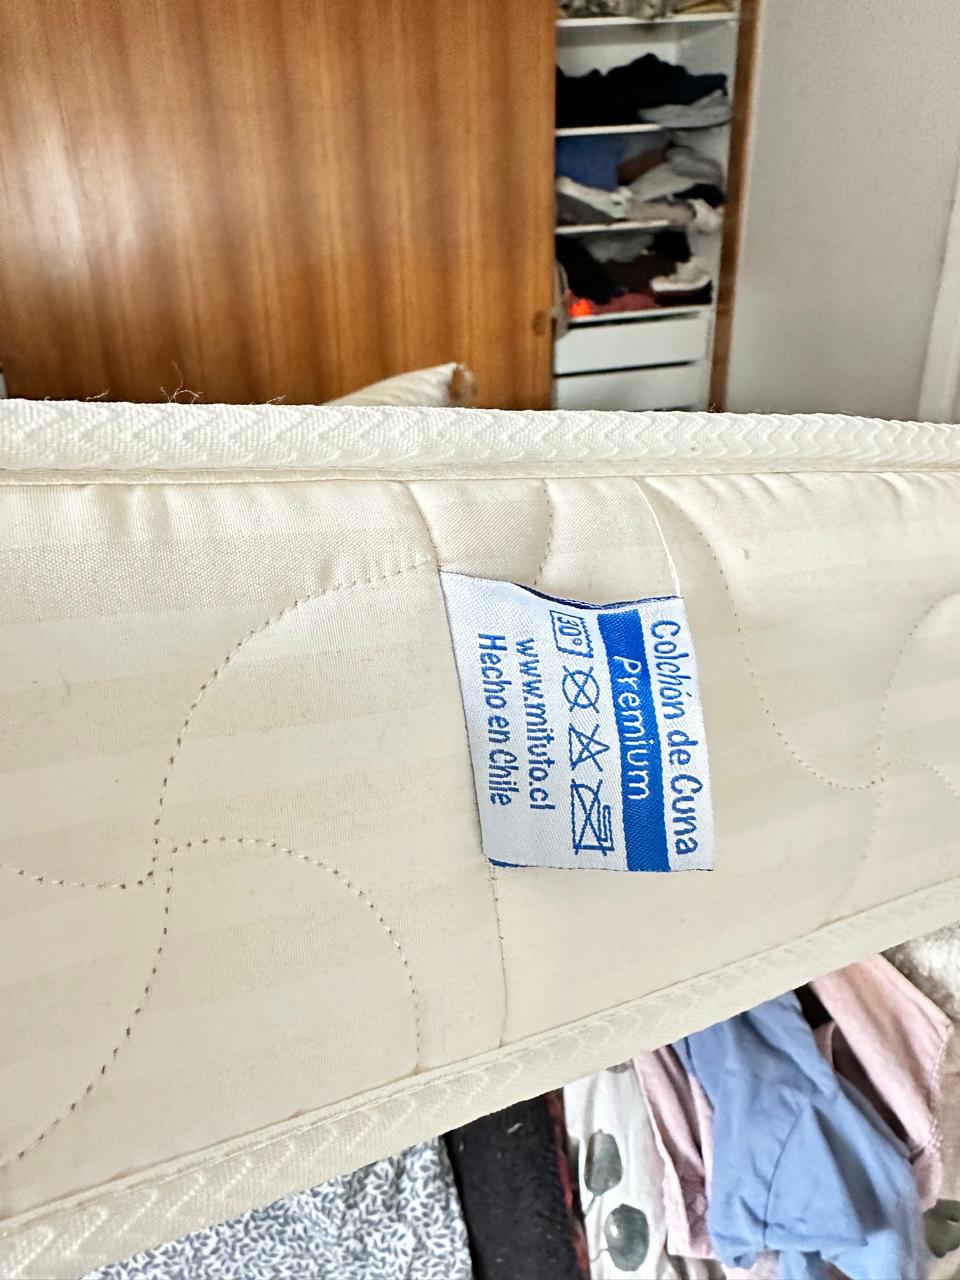 Colchón de Cuna
Premium
30°
www.mituto.cl
Hecho en Chile